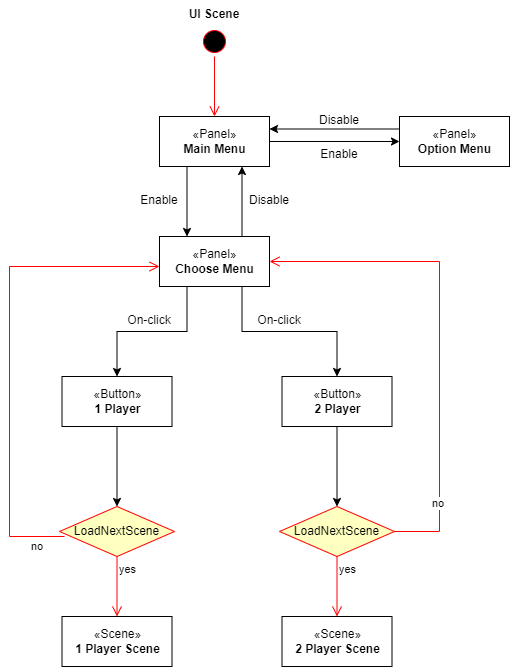 UI Scene
«Panel»
Main Menu
Disable
Enable
«Panel»
Option Menu
Enable
Disable
«Panel»
Choose Menu
On-click
On-click
«Button»
1 Player
«Button»
2 Player
LoadNextScene
LoadNextScene
no
no
yes
yes
«Scene»
1 Player Scene
«Scene»
2 Player Scene